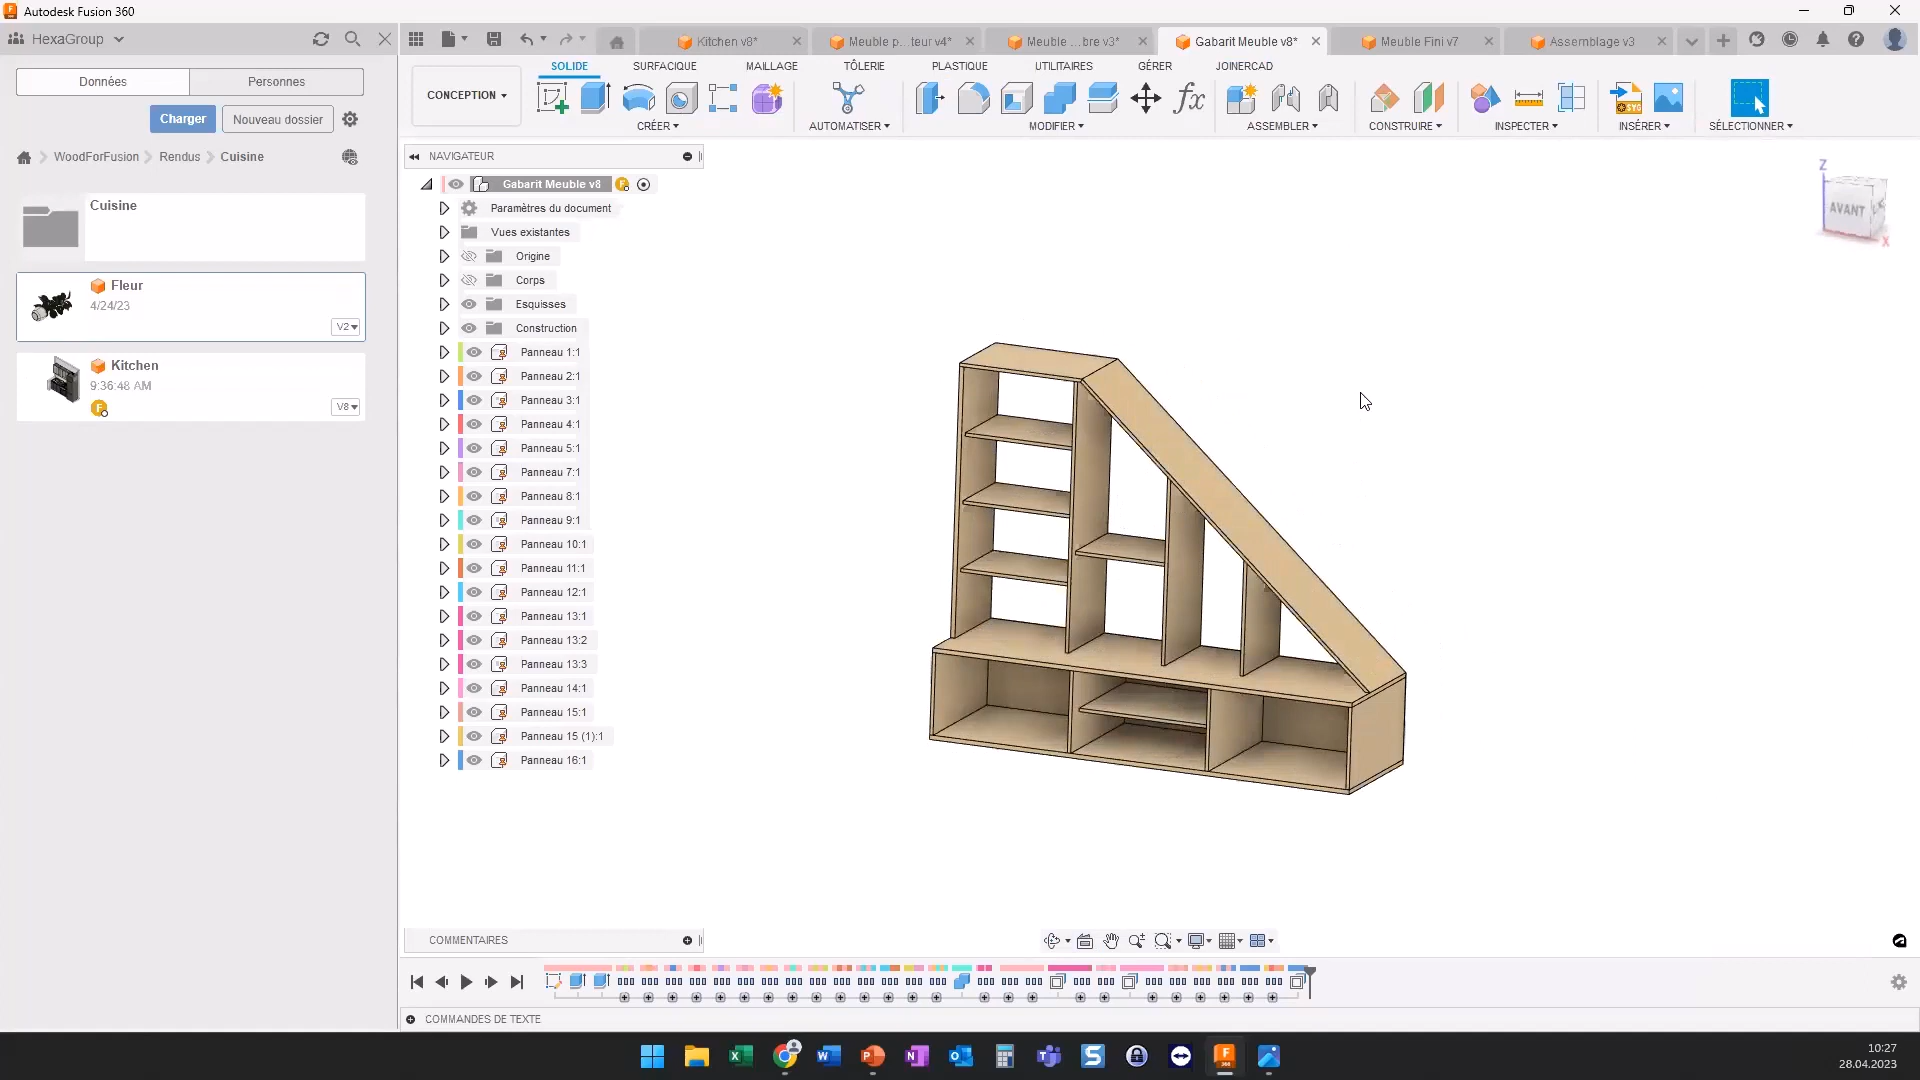 Autodesk Fusion 360
HexaGroup
Kitchen v8*
Meuble p...teur v4*
Meuble ...bre v3*
Gabarit Meuble v8*
Meuble Fini v7
Assemblage v3
Données
Personnes
Charger
Nouveau dossier
WoodForFusion
Rendus
Cuisine
Cuisine
Fleur
4/24/23
V2
Kitchen
9:36:48 AM
F
V8
CONCEPTION
SOLIDE
SURFACIQUE
MAILLAGE
TÔLERIE
PLASTIQUE
UTILITAIRES
GÉRER
JOINERCAD
CRÉER
AUTOMATISER
MODIFIER
ASSEMBLER
CONSTRUIRE
INSPECTER
INSÉRER
SÉLECTIONNER
NAVIGATEUR
Gabarit Meuble v8
Paramètres du document
Vues existantes
Origine
Corps
Esquisses
Construction
Panneau 1:1
Panneau 2:1
Panneau 3:1
Panneau 4:1
Panneau 5:1
Panneau 7:1
Panneau 8:1
Panneau 9:1
Panneau 10:1
Panneau 11:1
Panneau 12:1
Panneau 13:1
Panneau 13:2
Panneau 13:3
Panneau 14:1
Panneau 15:1
Panneau 15 (1):1
Panneau 16:1
Z
AVANT
X
COMMENTAIRES
COMMANDES DE TEXTE
10:27
28.04.2023